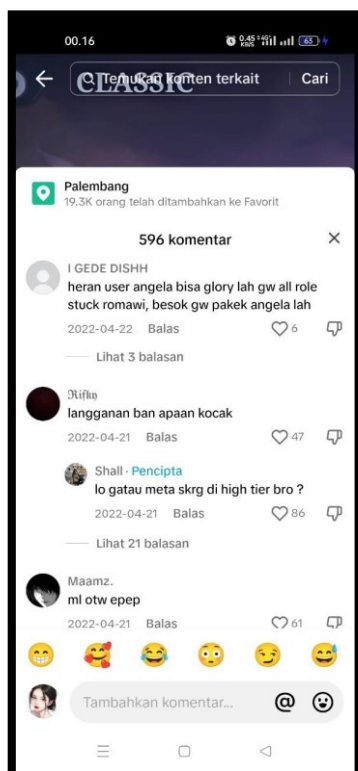 00.16
0.45 KB/S
4G
63
CLASSIC
Temukan konten terkait
Cari
Palembang
19.3K orang telah ditambahkan ke Favorit
596 komentar
I GEDE DISHH
heran user angela bisa glory lah gw all role
stuck romawi, besok gw pakek angela lah
2022-04-22 Balas 6
Lihat 3 balasan
ℜ𝔦𝔣𝔨𝔶
langganan ban apaan kocak
2022-04-21 Balas 47
Shall · Pencipta
lo gatau meta skrg di high tier bro ?
2022-04-21 Balas 86
Lihat 21 balasan
Maamz.
ml otw epep
2022-04-21 Balas 61
Tambahkan komentar...